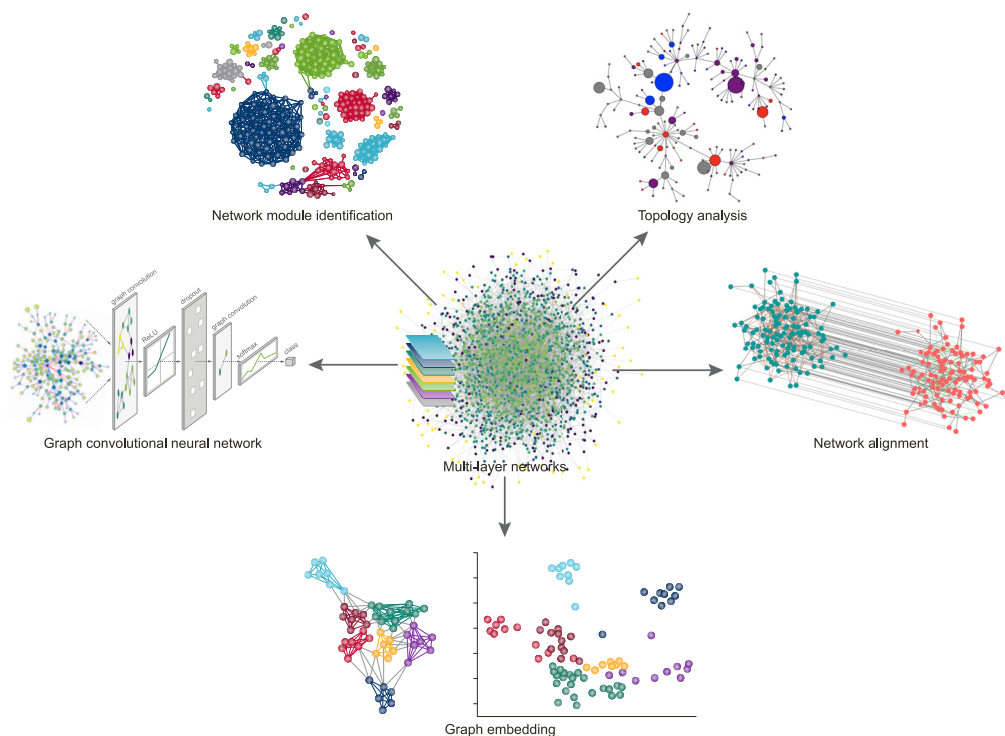 Network module identification
Topology analysis
graph convolution
ReLU
dropout
graph convolution
softmax
class
Graph convolutional neural network
Multi-layer networks
Network alignment
Graph embedding